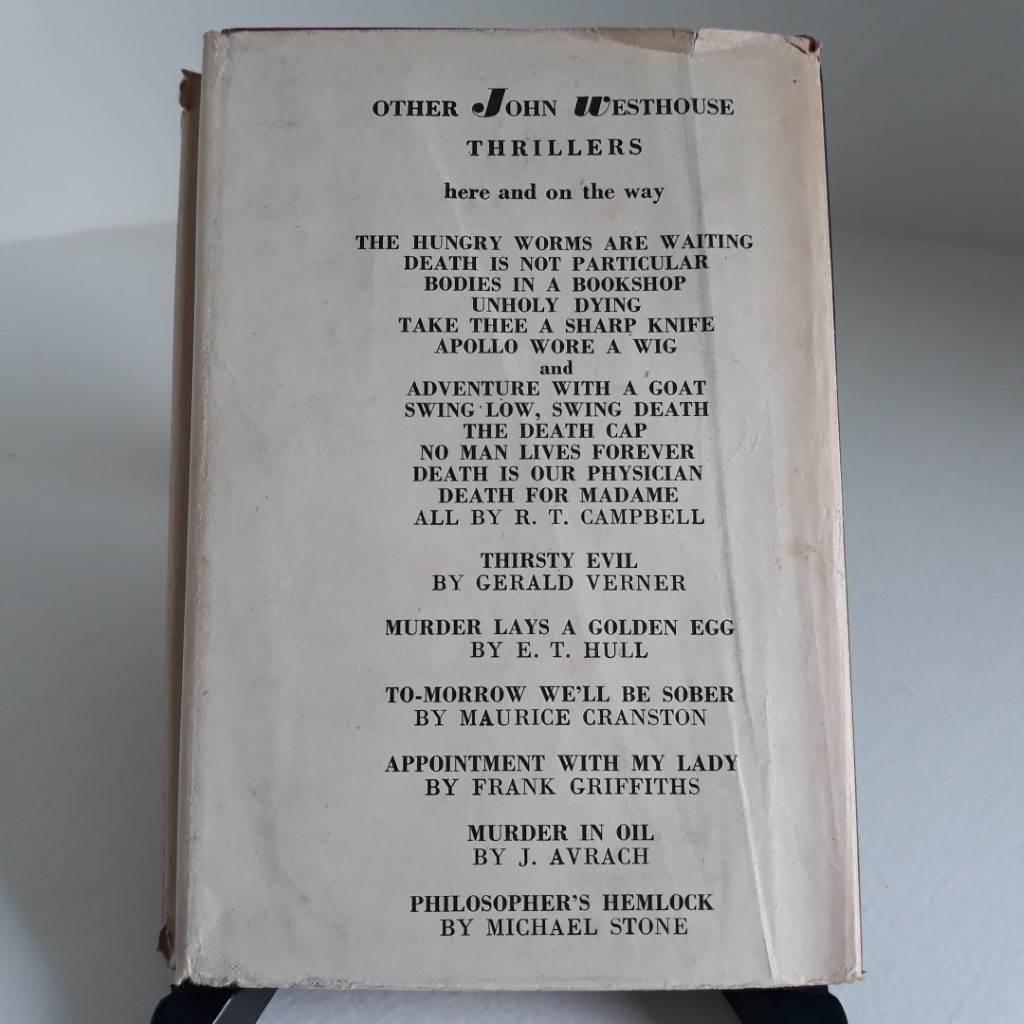 OTHER JOHN WESTHOUSE
THRILLERS
here and on the way
THE HUNGRY WORMS ARE WAITING
DEATH IS NOT PARTICULAR
BODIES IN A BOOKSHOP
UNHOLY DYING
TAKE THEE A SHARP KNIFE
APOLLO WORE A WIG
and
ADVENTURE WITH A GOAT
SWING LOW, SWING DEATH
THE DEATH CAP
NO MAN LIVES FOREVER
DEATH IS OUR PHYSICIAN
DEATH FOR MADAME
ALL BY R. T. CAMPBELL
THIRSTY EVIL
BY GERALD VERNER
MURDER LAYS A GOLDEN EGG
BY E. T. HULL
TO-MORROW WE'LL BE SOBER
BY MAURICE CRANSTON
APPOINTMENT WITH MY LADY
BY FRANK GRIFFITHS
MURDER IN OIL
BY J. AVRACH
PHILOSOPHER'S HEMLOCK
BY MICHAEL STONE